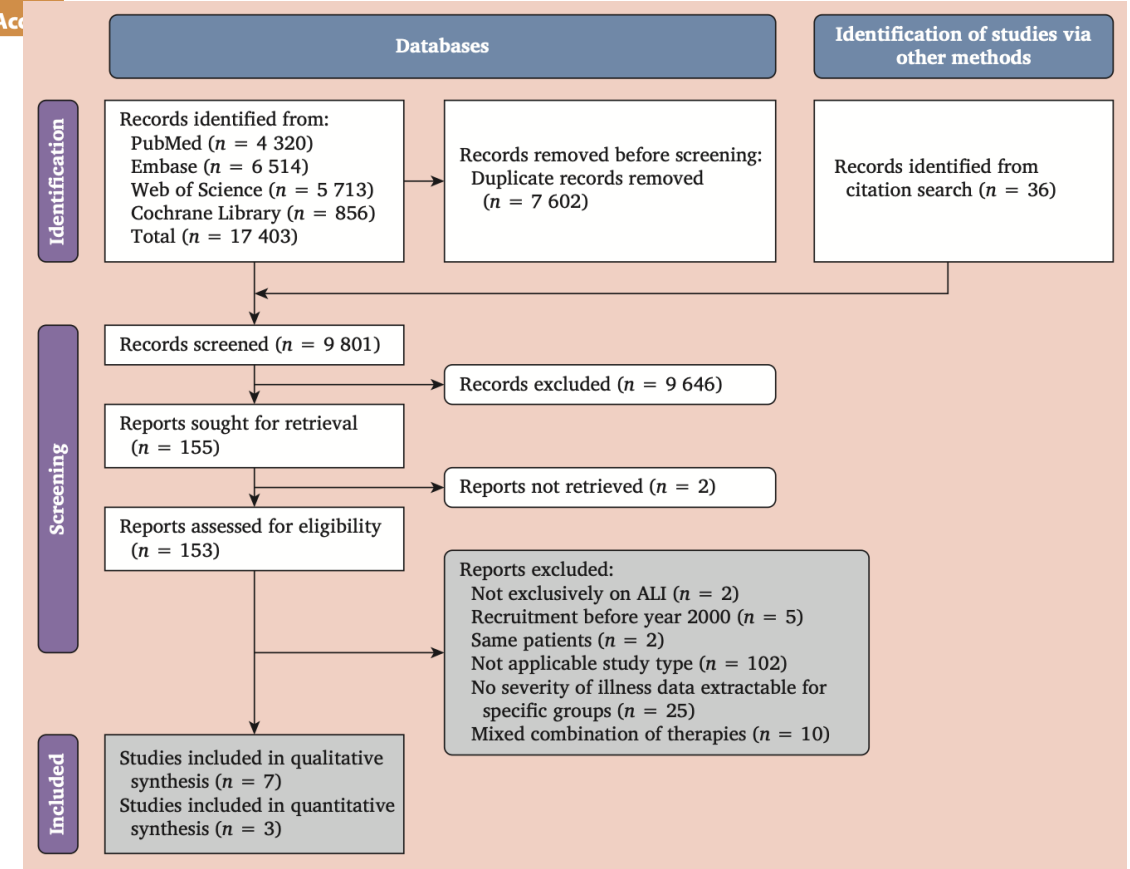 Acc
Databases
Identification of studies via
other methods
Identification
Records identified from:
PubMed (n = 4 320)
Embase (n = 6 514)
Web of Science (n = 5 713)
Cochrane Library (n = 856)
Total (n = 17 403)
Records removed before screening:
Duplicate records removed
(n = 7 602)
Records identified from
citation search (n = 36)
Screening
Records screened (n = 9 801)
Records excluded (n = 9 646)
Reports sought for retrieval
(n = 155)
Reports not retrieved (n = 2)
Reports assessed for eligibility
(n = 153)
Reports excluded:
Not exclusively on ALI (n = 2)
Recruitment before year 2000 (n = 5)
Same patients (n = 2)
Not applicable study type (n = 102)
No severity of illness data extractable for
specific groups (n = 25)
Mixed combination of therapies (n = 10)
Included
Studies included in qualitative
synthesis (n = 7)
Studies included in quantitative
synthesis (n = 3)